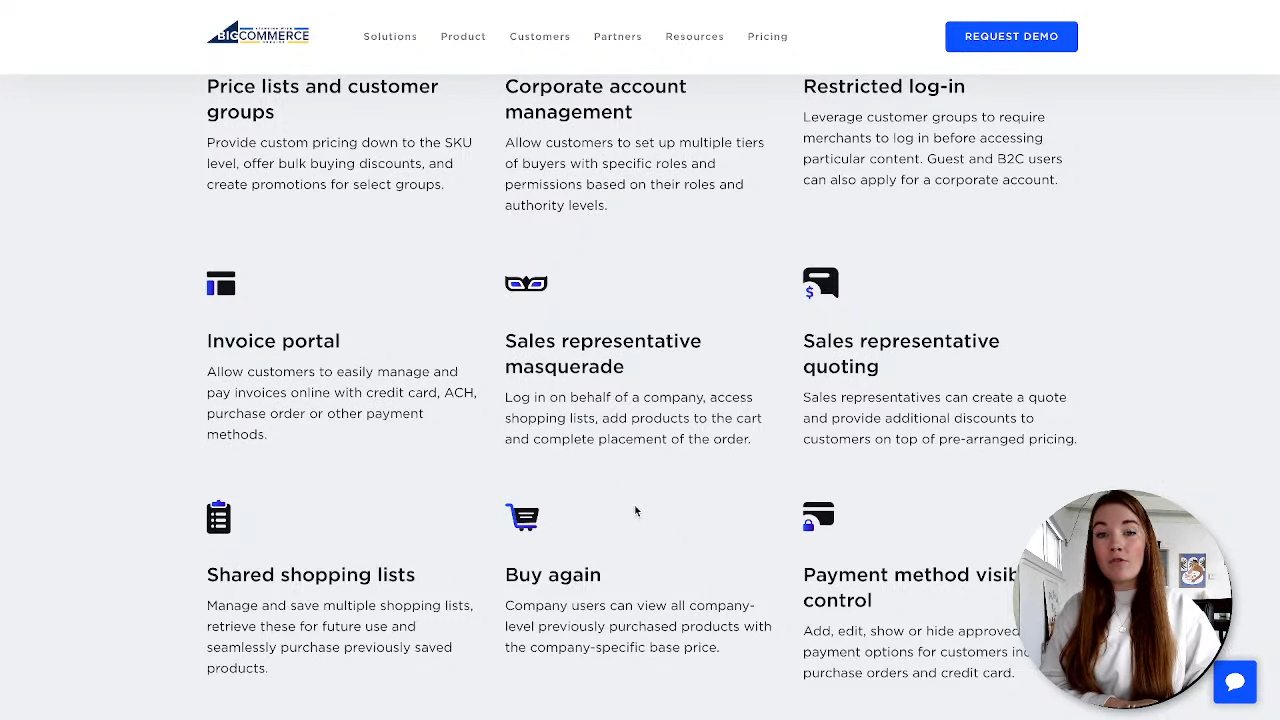 BIGCOMMERCE
Solutions
Product
Customers
Partners
Resources
Pricing
REQUEST DEMO
Price lists and customer
groups
Provide custom pricing down to the SKU
level, offer bulk buying discounts, and
create promotions for select groups.
Corporate account
management
Allow customers to set up multiple tiers
of buyers with specific roles and
permissions based on their roles and
authority levels.
Restricted log-in
Leverage customer groups to require
merchants to log in before accessing
particular content. Guest and B2C users
can also apply for a corporate account.
Invoice portal
Allow customers to easily manage and
pay invoices online with credit card, ACH,
purchase order or other payment
methods.
Sales representative
masquerade
Log in on behalf of a company, access
shopping lists, add products to the cart
and complete placement of the order.
$
Sales representative
quoting
Sales representatives can create a quote
and provide additional discounts to
customers on top of pre-arranged pricing.
Shared shopping lists
Manage and save multiple shopping lists,
retrieve these for future use and
seamlessly purchase previously saved
products.
Buy again
Company users can view all company-
level previously purchased products with
the company-specific base price.
Payment method visib
control
Add, edit, show or hide approved
payment options for customers inc
purchase orders and credit card.